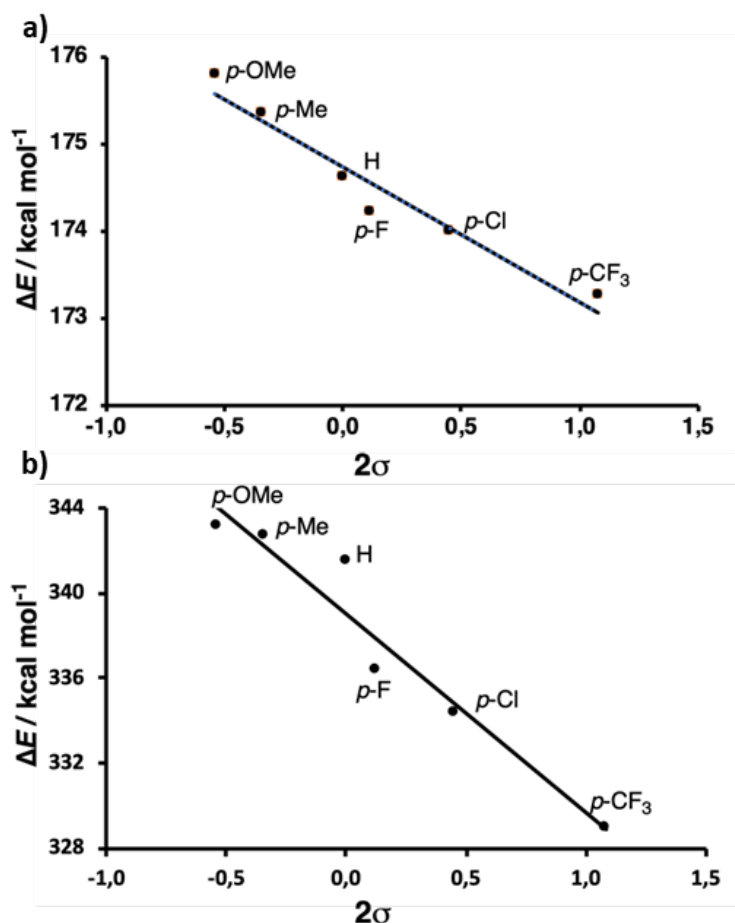 a)
176
p-OMe
175
p-Me
H
174
p-F
p-Cl
p-CF₃
173
172
ΔE / kcal mol⁻¹
-1,0 -0,5 0,0 0,5 1,0 1,5
2σ
b)
344
p-OMe
p-Me
H
340
336
p-F
p-Cl
332
p-CF₃
328
ΔE / kcal mol⁻¹
-1,0 -0,5 0,0 0,5 1,0 1,5
2σ